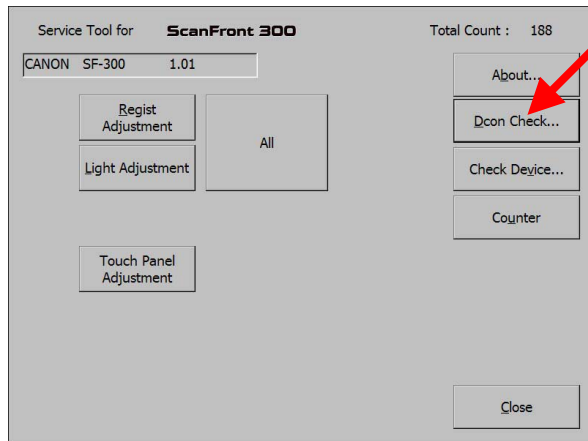 Service Tool for ScanFront 300 Total Count : 188
CANON SF-300 1.01
About...
Regist
Adjustment
All
Dcon Check...
Light Adjustment
Check Device...
Counter
Touch Panel
Adjustment
Close